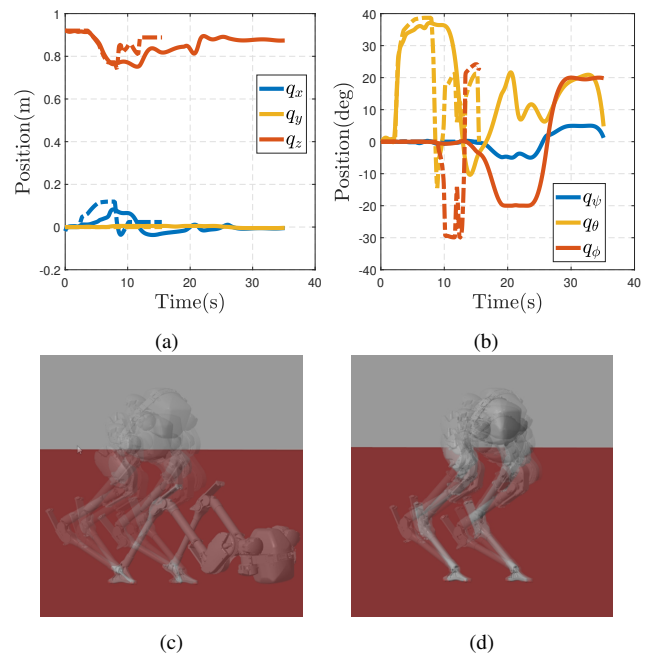 1
0.8
0.6
0.4
0.2
0
-0.2
Position(m)
0
10
20
30
40
Time(s)
q_x
q_y
q_z
(a)
40
30
20
10
0
-10
-20
-30
-40
Position(deg)
0
10
20
30
40
Time(s)
q_ψ
q_θ
q_ϕ
(b)
(c)
(d)